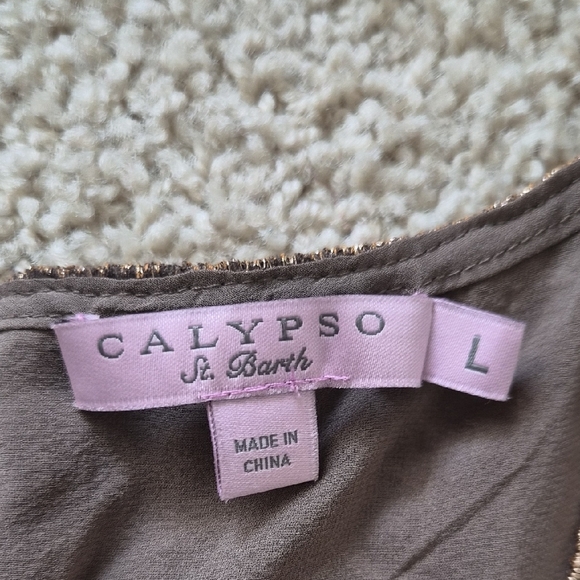 CALYPSO
St. Barth
L
MADE IN
CHINA